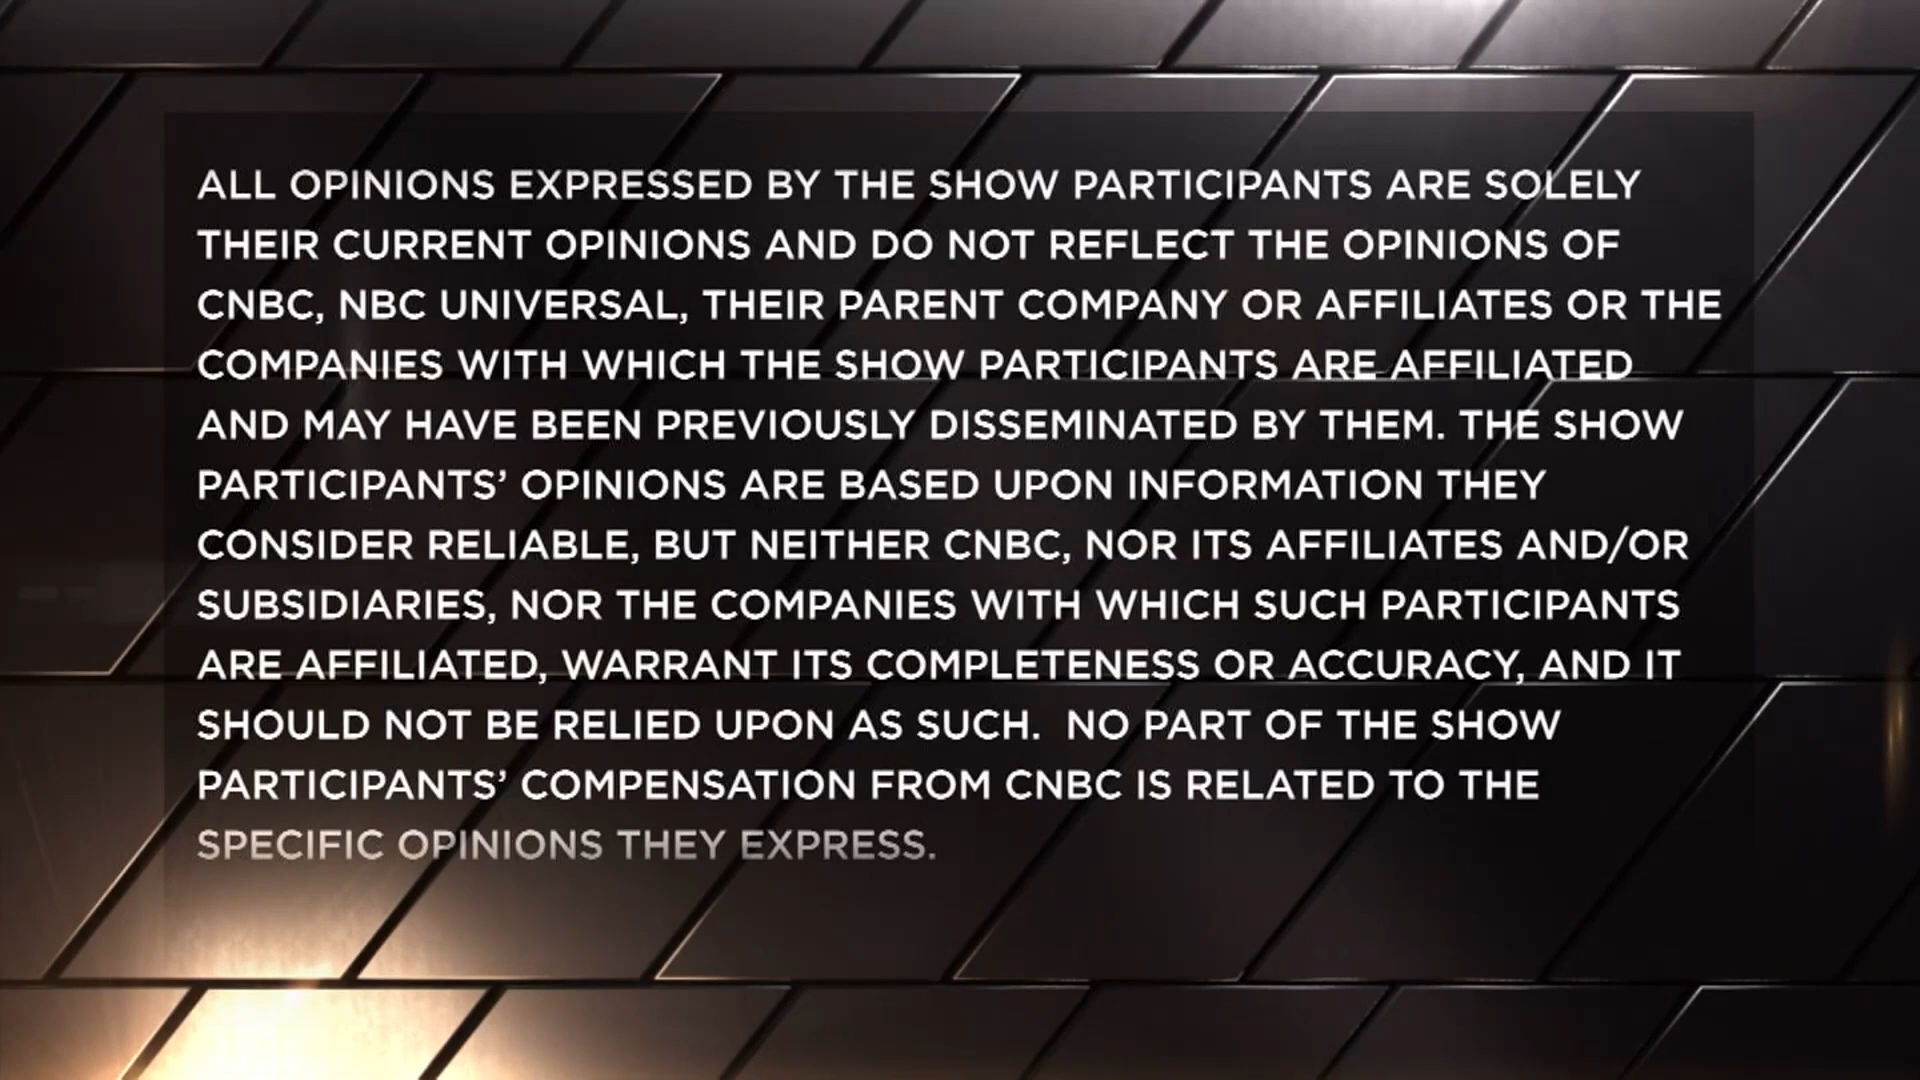 ALL OPINIONS EXPRESSED BY THE SHOW PARTICIPANTS ARE SOLELY
THEIR CURRENT OPINIONS AND DO NOT REFLECT THE OPINIONS OF
CNBC, NBC UNIVERSAL, THEIR PARENT COMPANY OR AFFILIATES OR THE
COMPANIES WITH WHICH THE SHOW PARTICIPANTS ARE AFFILIATED
AND MAY HAVE BEEN PREVIOUSLY DISSEMINATED BY THEM. THE SHOW
PARTICIPANTS’ OPINIONS ARE BASED UPON INFORMATION THEY
CONSIDER RELIABLE, BUT NEITHER CNBC, NOR ITS AFFILIATES AND/OR
SUBSIDIARIES, NOR THE COMPANIES WITH WHICH SUCH PARTICIPANTS
ARE AFFILIATED, WARRANT ITS COMPLETENESS OR ACCURACY, AND IT
SHOULD NOT BE RELIED UPON AS SUCH.  NO PART OF THE SHOW
PARTICIPANTS’ COMPENSATION FROM CNBC IS RELATED TO THE
SPECIFIC OPINIONS THEY EXPRESS.